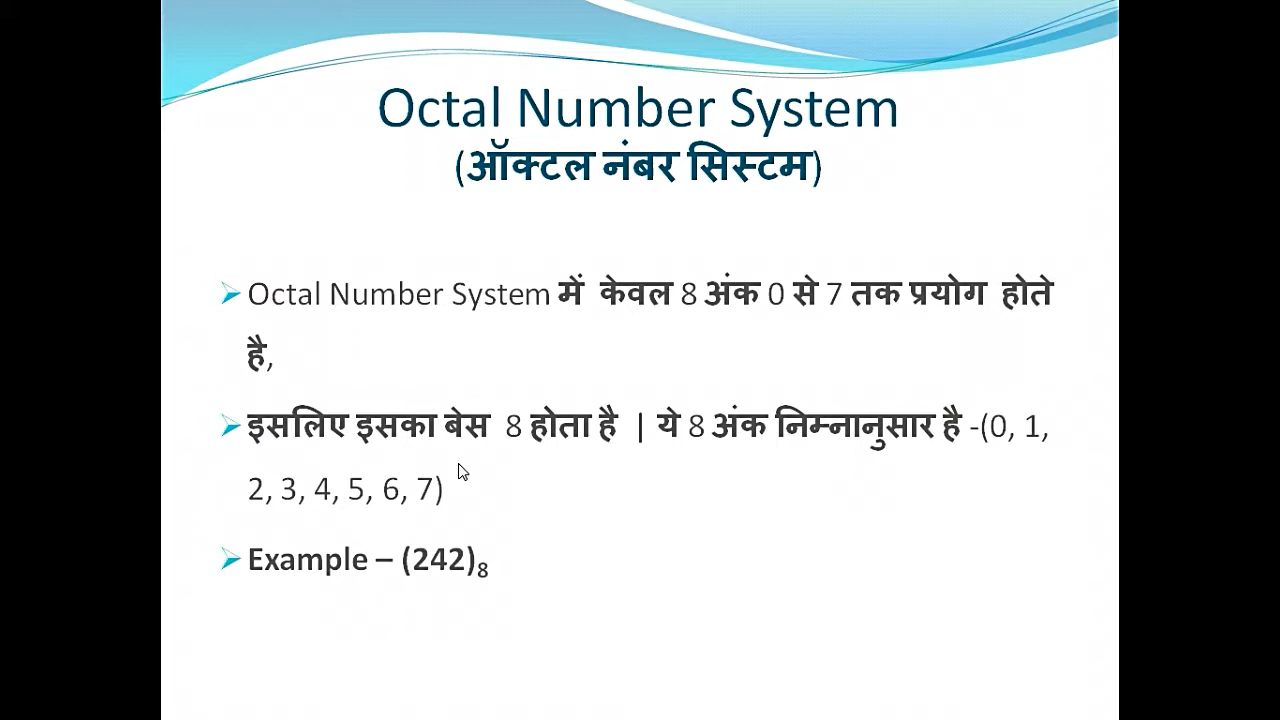 Octal Number System
(ऑक्टल नंबर सिस्टम)
Octal Number System में केवल 8 अंक 0 से 7 तक प्रयोग होते
है,
इसलिए इसका बेस 8 होता है | ये 8 अंक निम्नानुसार है -(0, 1,
2, 3, 4, 5, 6, 7)
Example – (242)₈